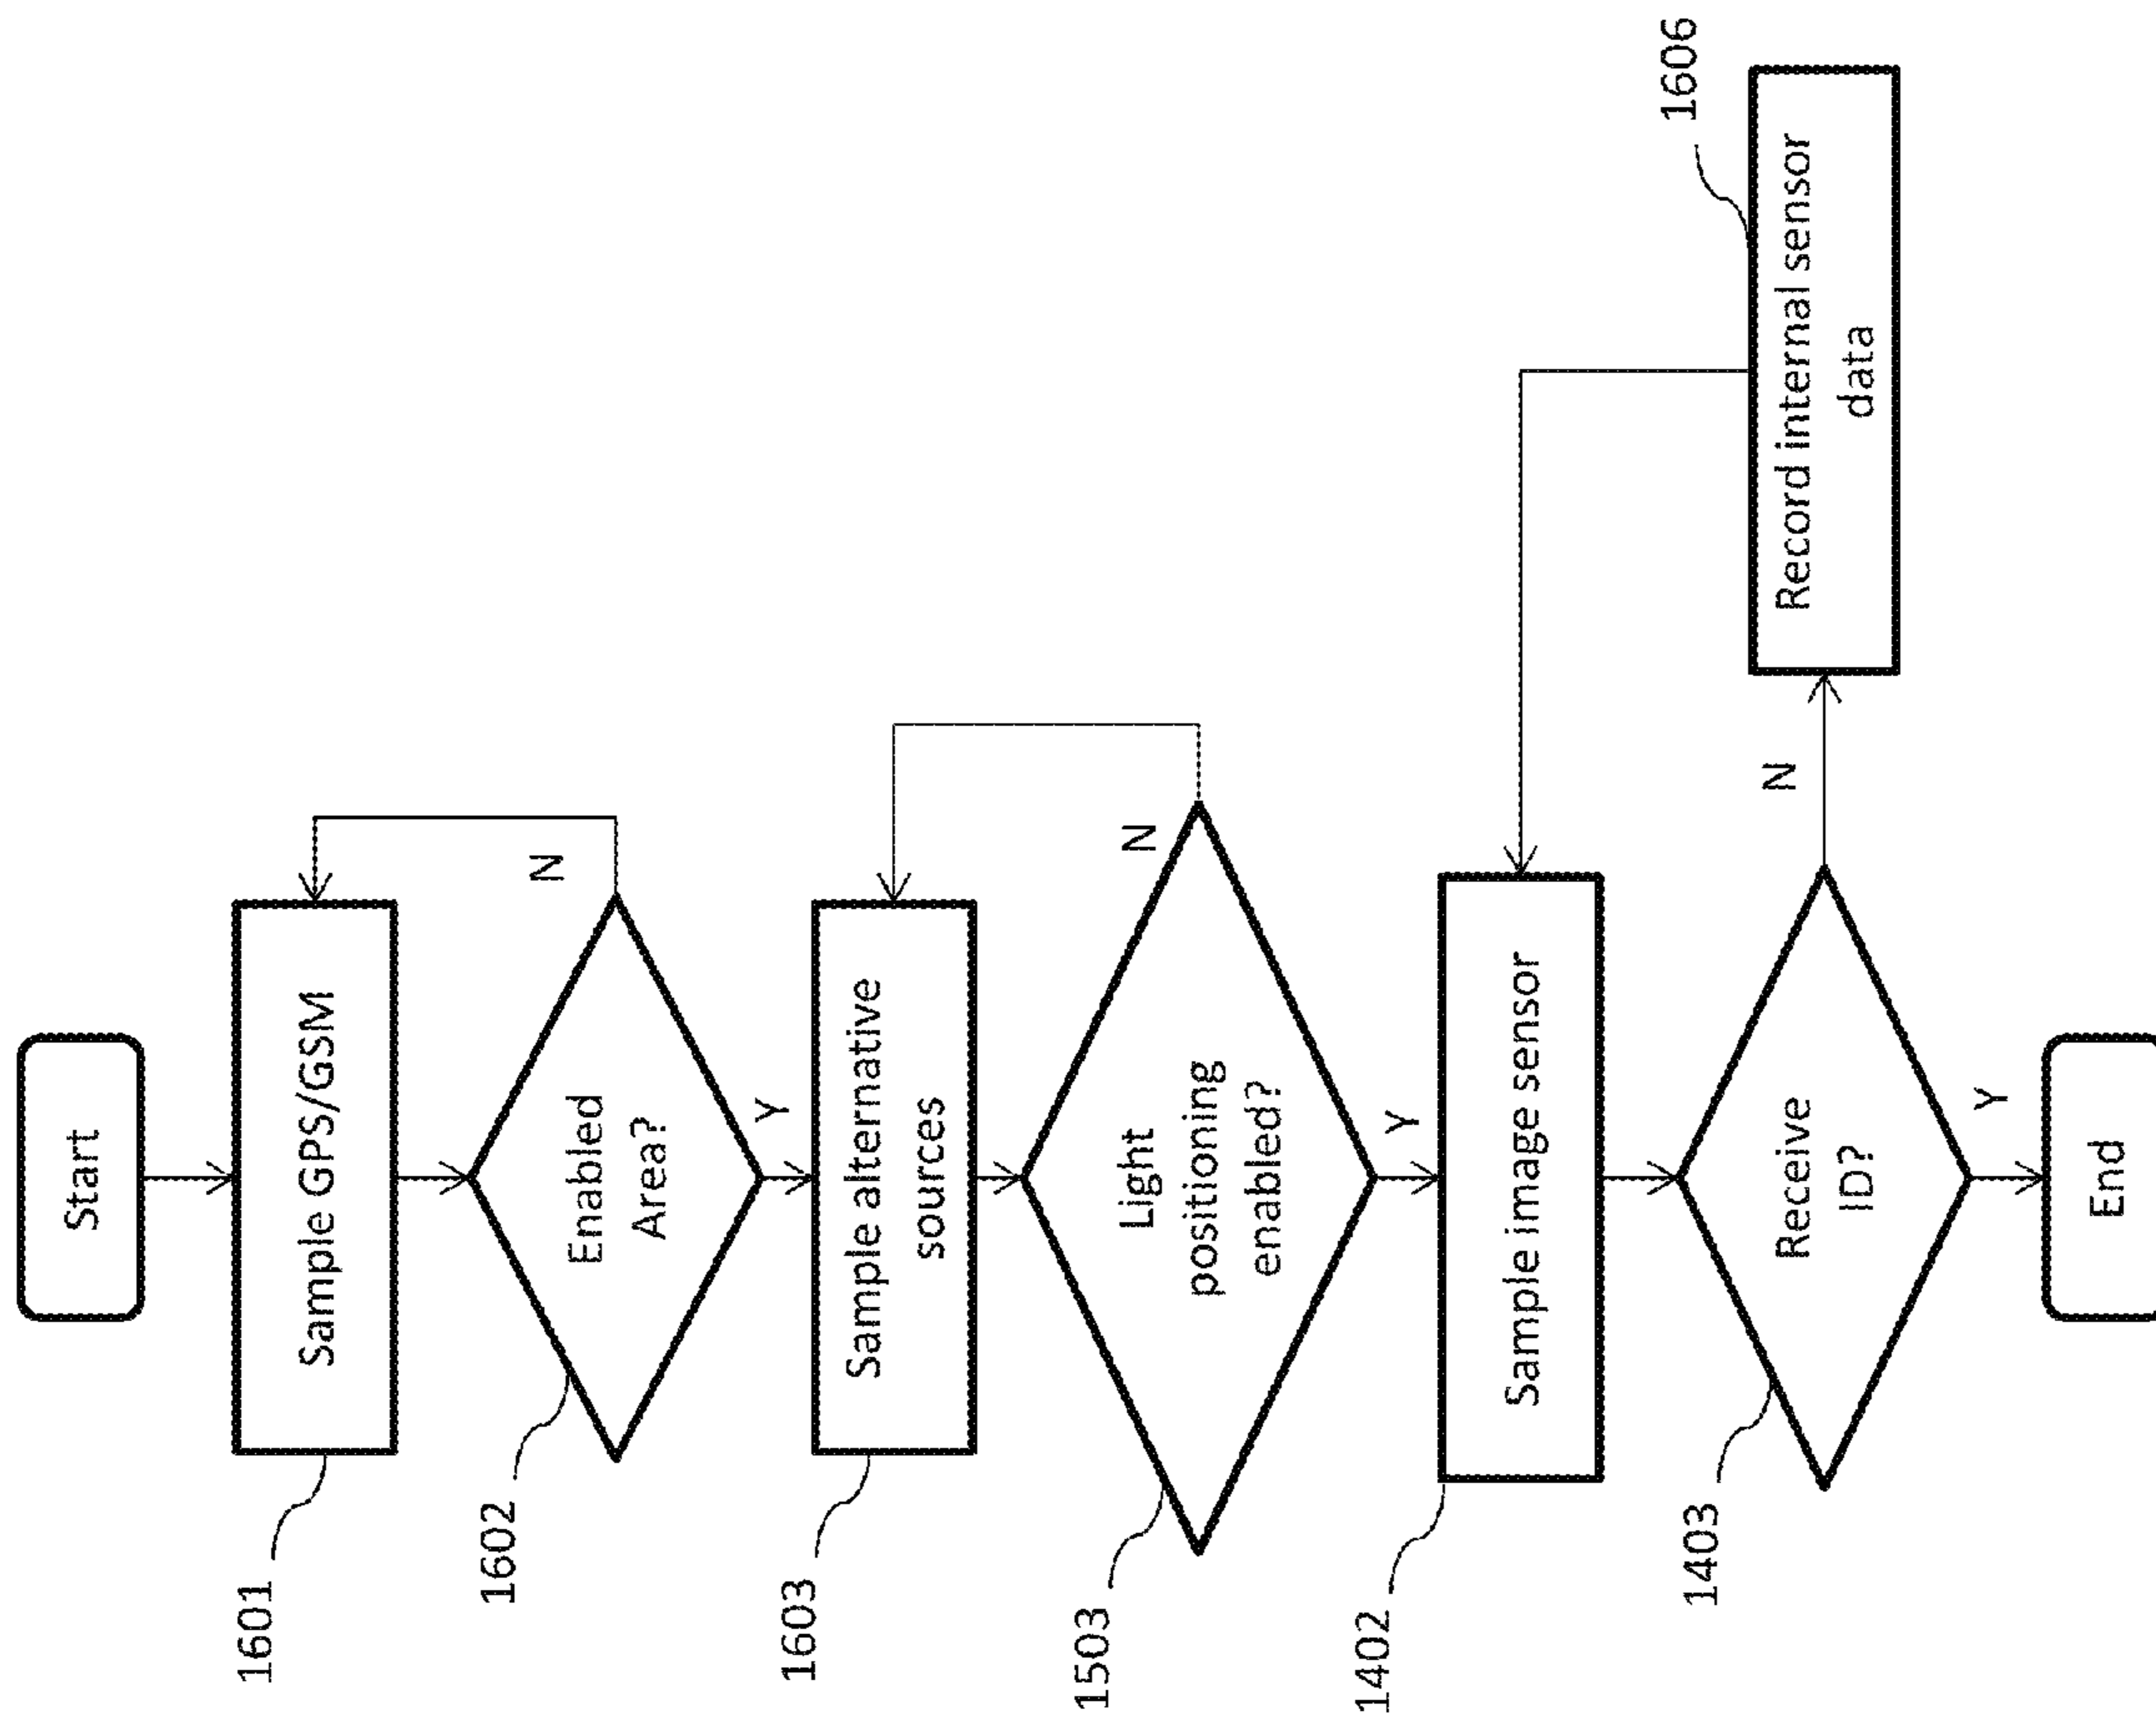 Start
1601
Sample GPS/GSM
1602
Enabled
Area?
N
Y
1603
Sample alternative
sources
1503
Light
positioning
enabled?
N
Y
1402
Sample image sensor
1403
Receive
ID?
N
1606
Record internal sensor
data
Y
End